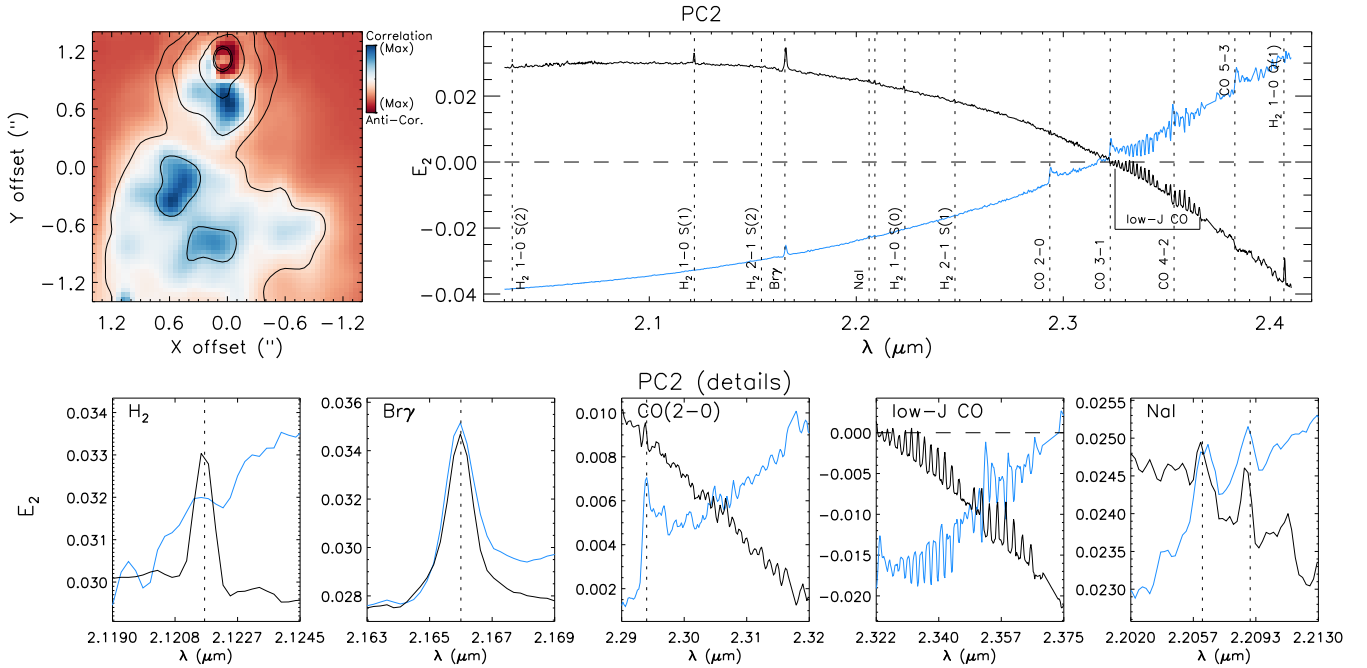 PC2
Correlation
(Max)
(Max)
Anti-Cor.
Y offset (")
1.2
0.6
0.0
-0.6
-1.2
1.2 0.6 0.0 -0.6 -1.2
X offset (")
E₂
0.02
0.00
-0.02
-0.04
H₂ 1-0 S(2)
H₂ 1-0 S(1)
H₂ 2-1 S(2)
Brγ
NaI
H₂ 1-0 S(0)
H₂ 2-1 S(1)
CO 2-0
CO 3-1
CO 4-2
CO 5-3
H₂ 1-0 Q(1)
low-J CO
2.1 2.2 2.3 2.4
λ (μm)
PC2 (details)
E₂
H₂
0.034
0.033
0.032
0.031
0.030
2.1190 2.1208 2.1227 2.1245
λ (μm)
Brγ
0.036
0.034
0.032
0.030
0.028
2.163 2.165 2.167 2.169
λ (μm)
CO(2-0)
0.010
0.008
0.006
0.004
0.002
2.29 2.30 2.31 2.32
λ (μm)
low-J CO
0.000
-0.005
-0.010
-0.015
-0.020
2.322 2.340 2.357 2.375
λ (μm)
NaI
0.0255
0.0250
0.0245
0.0240
0.0235
0.0230
2.2020 2.2057 2.2093 2.2130
λ (μm)